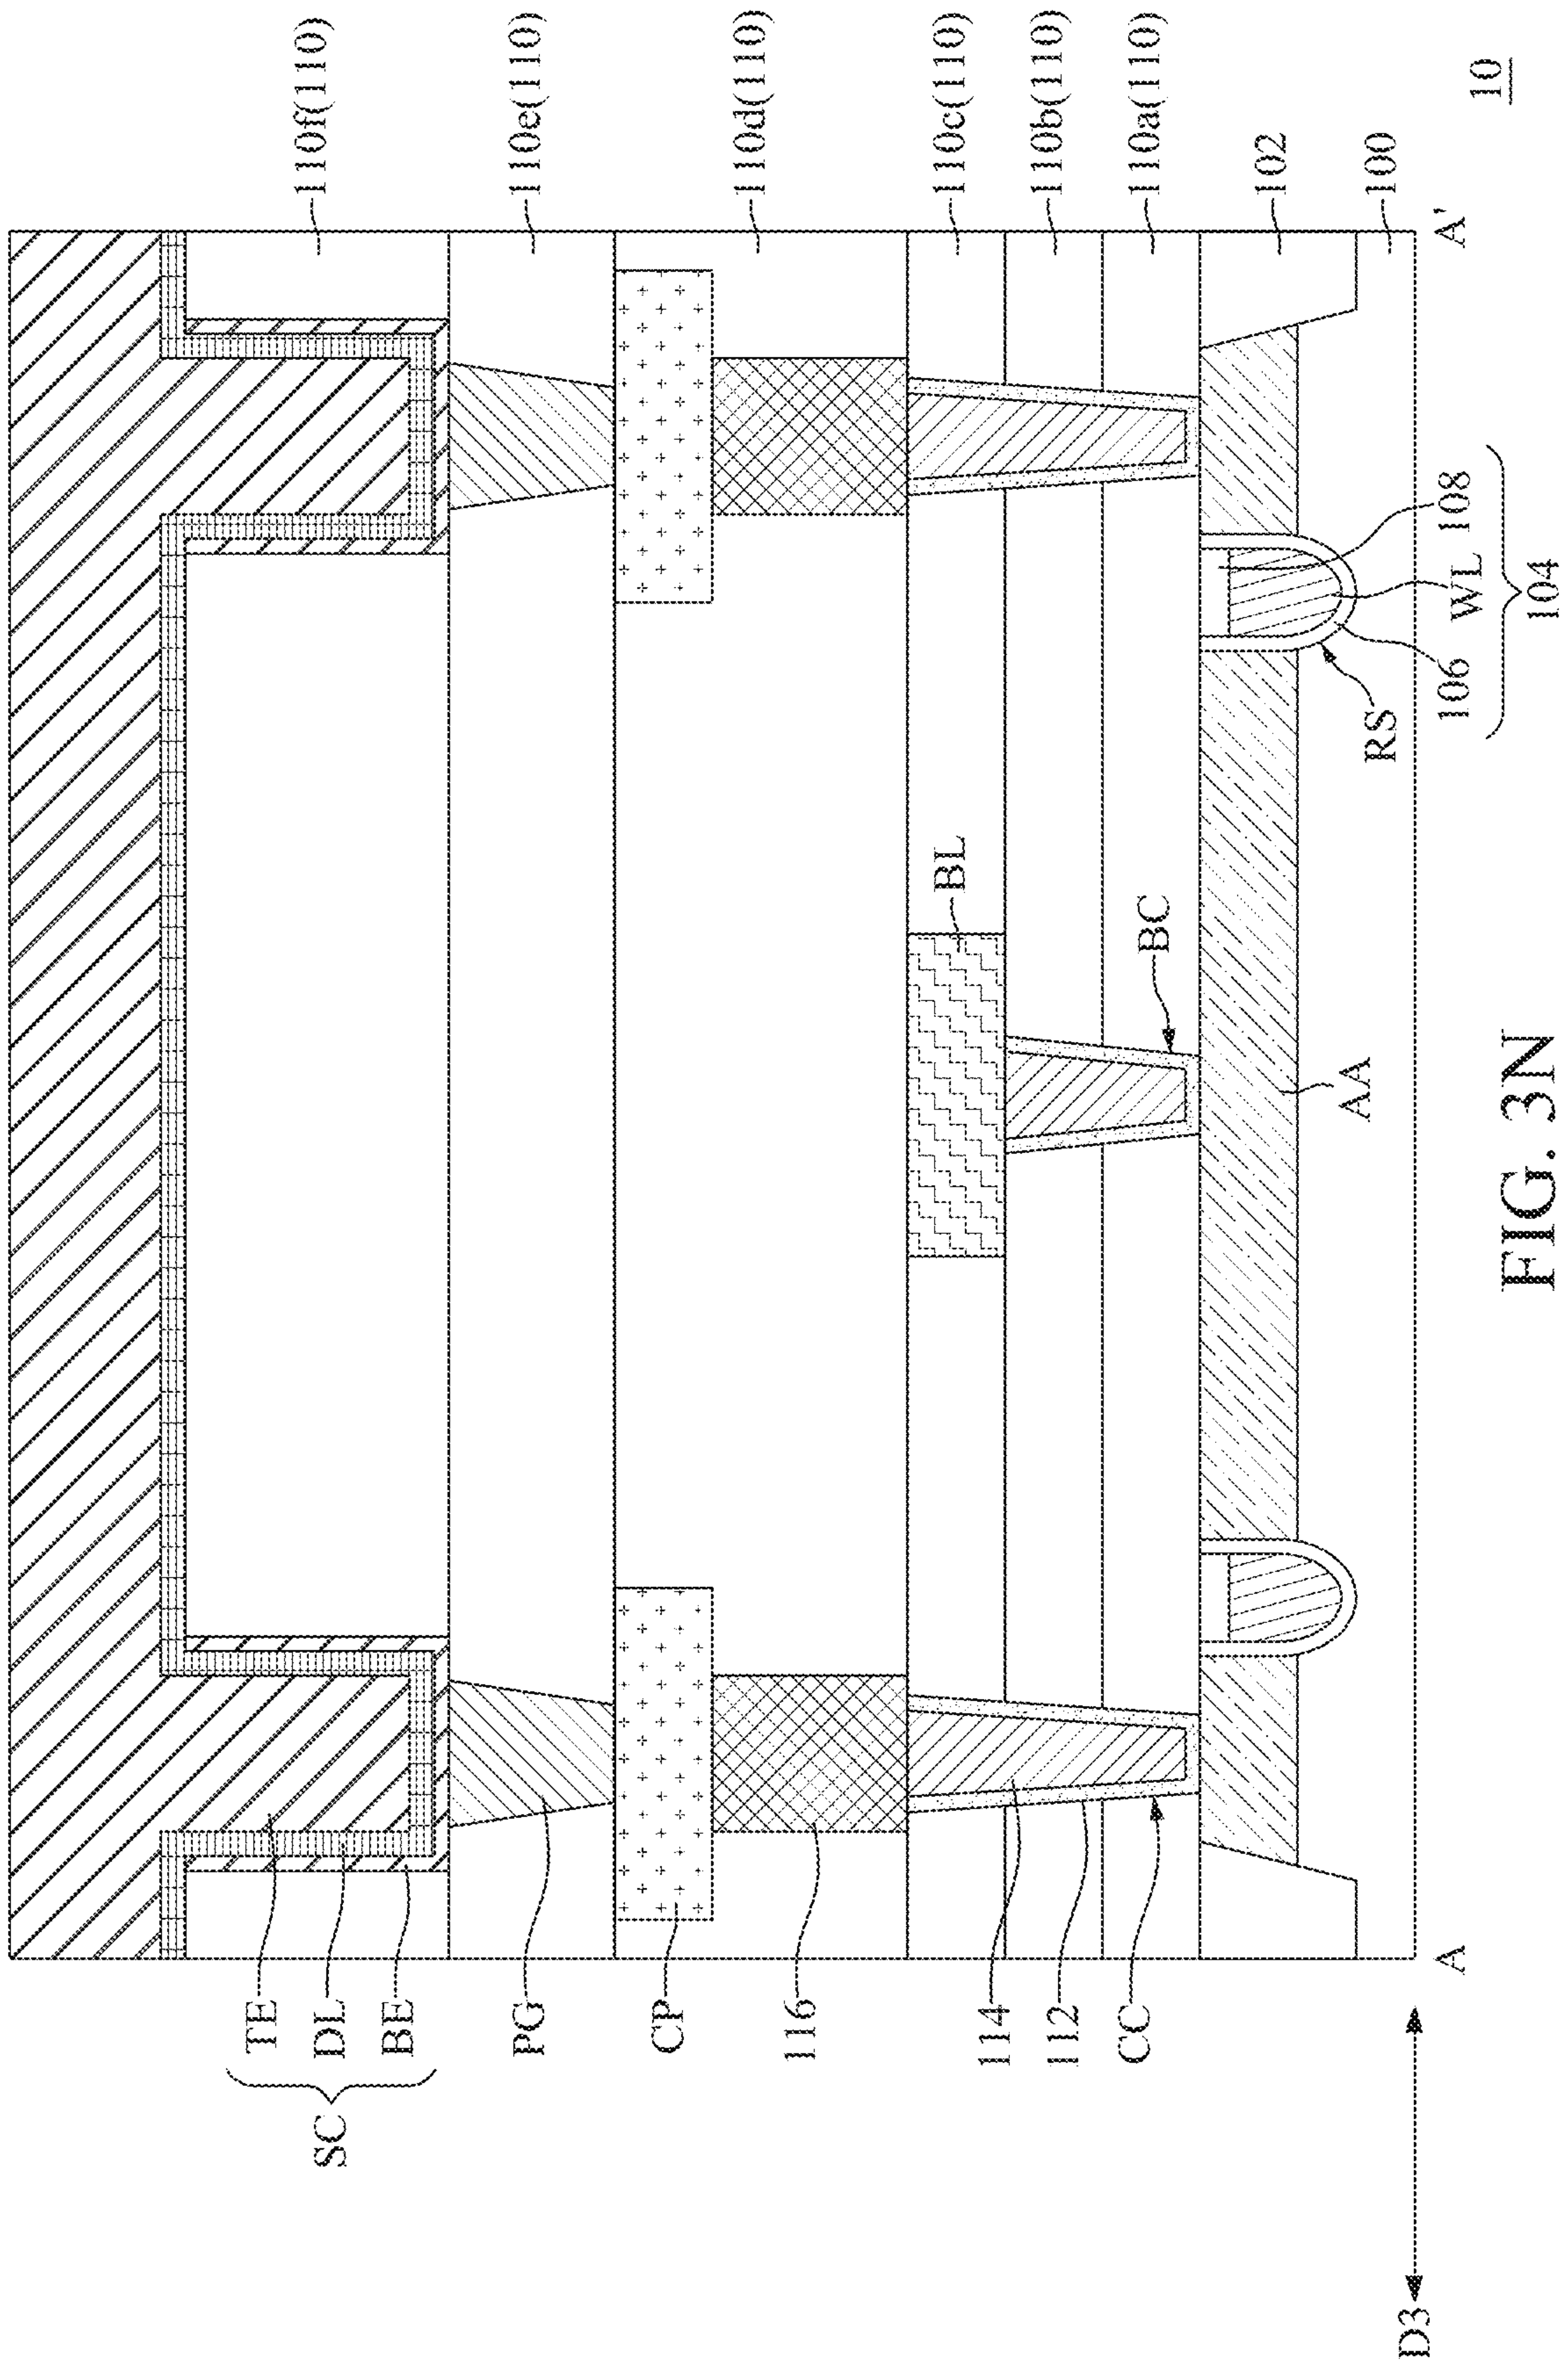 TE
DL
BE
SC
PG
CP
116
114
112
CC
110f(110)
110e(110)
110d(110)
110c(110)
110b(110)
110a(110)
102
100
BL
BC
AA
RS
D3
A
A'
106 WL 108
104
FIG. 3N
10